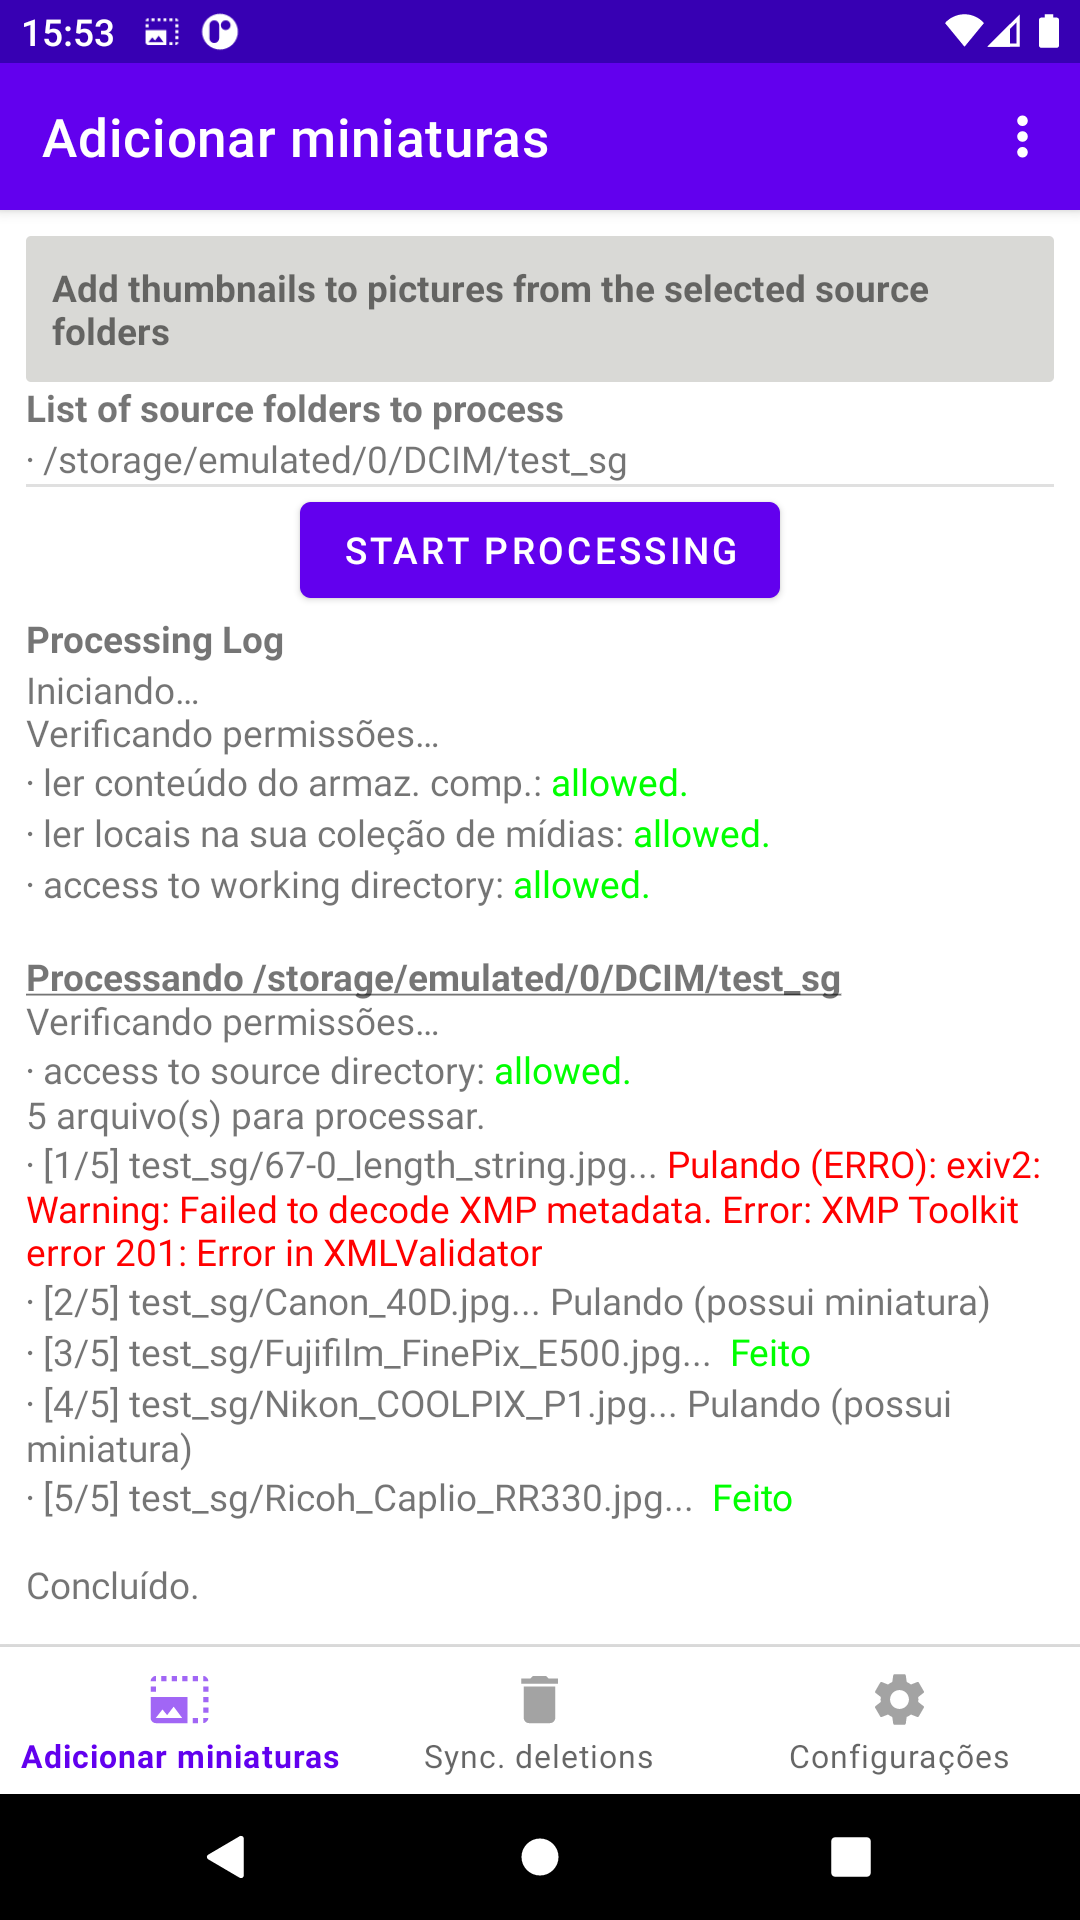 15:53
Adicionar miniaturas
Add thumbnails to pictures from the selected source
folders
List of source folders to process
· /storage/emulated/0/DCIM/test_sg
START PROCESSING
Processing Log
Iniciando…
Verificando permissões…
· ler conteúdo do armaz. comp.: allowed.
· ler locais na sua coleção de mídias: allowed.
· access to working directory: allowed.
Processando /storage/emulated/0/DCIM/test_sg
Verificando permissões…
· access to source directory: allowed.
5 arquivo(s) para processar.
· [1/5] test_sg/67-0_length_string.jpg... Pulando (ERRO): exiv2:
Warning: Failed to decode XMP metadata. Error: XMP Toolkit
error 201: Error in XMLValidator
· [2/5] test_sg/Canon_40D.jpg... Pulando (possui miniatura)
· [3/5] test_sg/Fujifilm_FinePix_E500.jpg...  Feito
· [4/5] test_sg/Nikon_COOLPIX_P1.jpg... Pulando (possui
miniatura)
· [5/5] test_sg/Ricoh_Caplio_RR330.jpg...  Feito
Concluído.
Adicionar miniaturas
Sync. deletions
Configurações